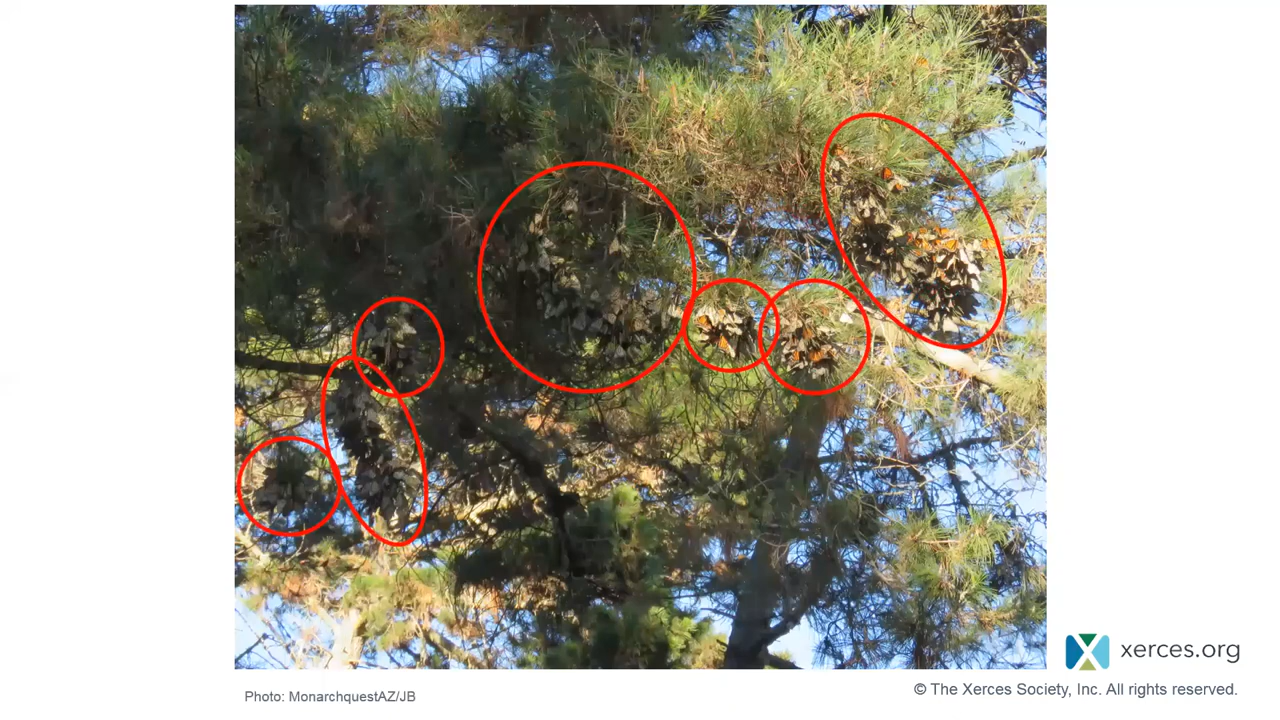 xerces.org
Photo: MonarchquestAZ/JB
© The Xerces Society, Inc. All rights reserved.